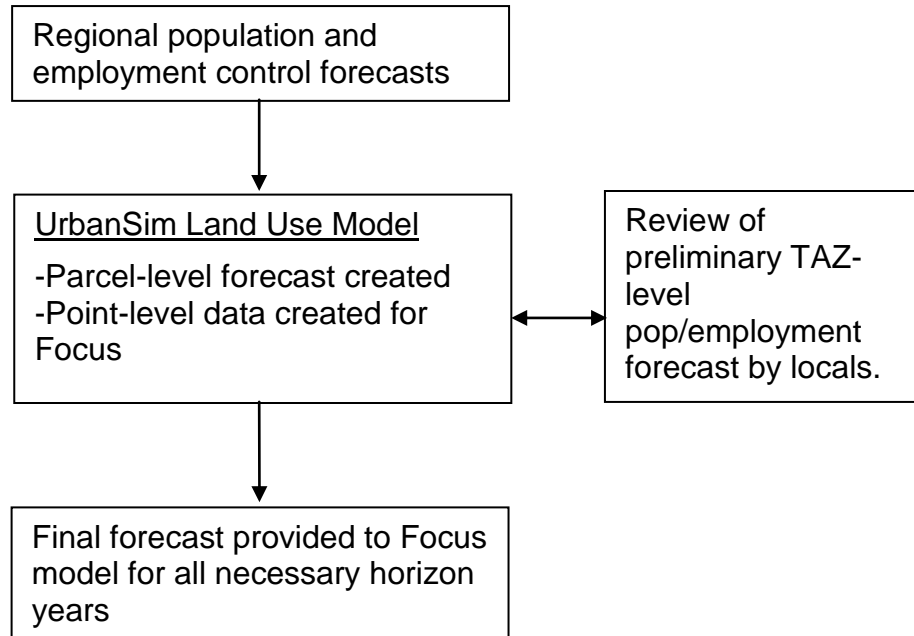 Regional population and
employment control forecasts
UrbanSim Land Use Model
-Parcel-level forecast created
-Point-level data created for
Focus
Review of
preliminary TAZ-
level
pop/employment
forecast by locals.
Final forecast provided to Focus
model for all necessary horizon
years